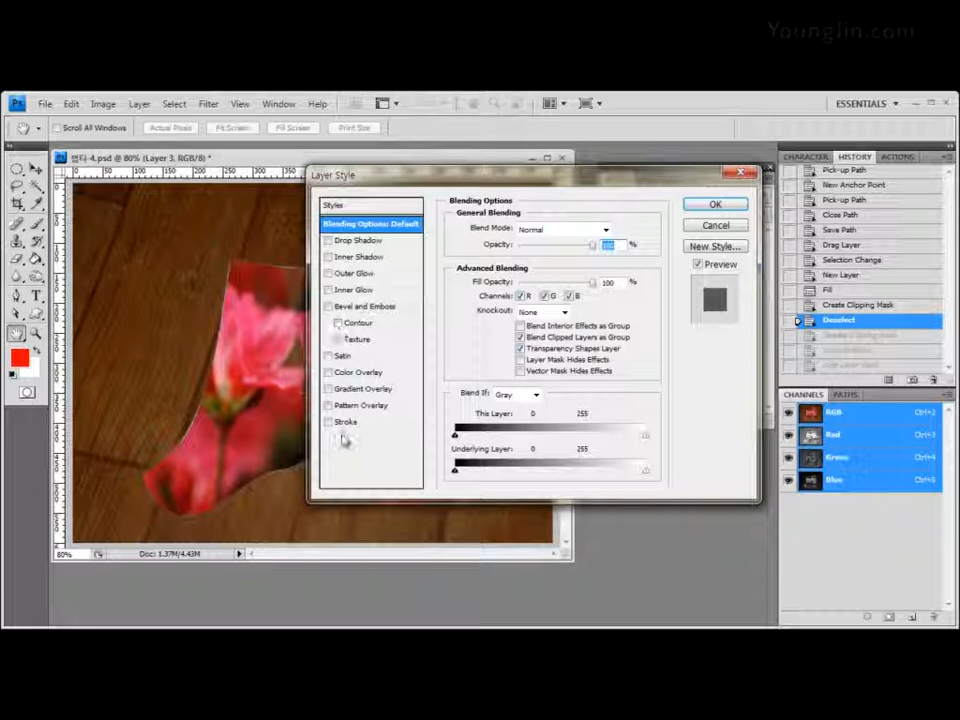 YoungJin.com
Ps File Edit Image Layer Select Filter View Window Help ESSENTIALS
Scroll All Windows Actual Pixels Fit Screen Fill Screen Print Size
랩터-4.psd @ 80% (Layer 3, RGB/8) *
Layer Style
CHARACTER HISTORY ACTIONS
Pick-up Path
New Anchor Point
Pick-up Path
Close Path
Save Path
Drag Layer
Selection Change
New Layer
Fill
Create Clipping Mask
Deselect
Styles
Blending Options: Default
Drop Shadow
Inner Shadow
Outer Glow
Inner Glow
Bevel and Emboss
Contour
Texture
Satin
Color Overlay
Gradient Overlay
Pattern Overlay
Stroke
Blending Options
General Blending
Blend Mode: Normal
Opacity: 100 %
Advanced Blending
Fill Opacity: 100 %
Channels: R G B
Knockout: None
Blend Interior Effects as Group
Blend Clipped Layers as Group
Transparency Shapes Layer
Layer Mask Hides Effects
Vector Mask Hides Effects
Blend If: Gray
This Layer: 0 255
Underlying Layer: 0 255
OK
Cancel
New Style...
Preview
CHANNELS PATHS
RGB Ctrl+2
Red Ctrl+3
Green Ctrl+4
Blue Ctrl+5
80% Doc: 1.37M/4.43M